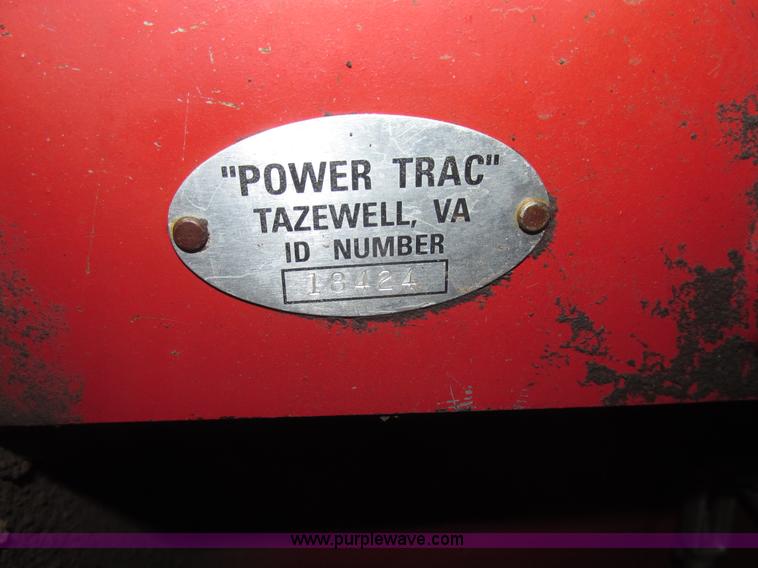 "POWER TRAC"
TAZEWELL, VA
ID NUMBER
18424
www.purplewave.com